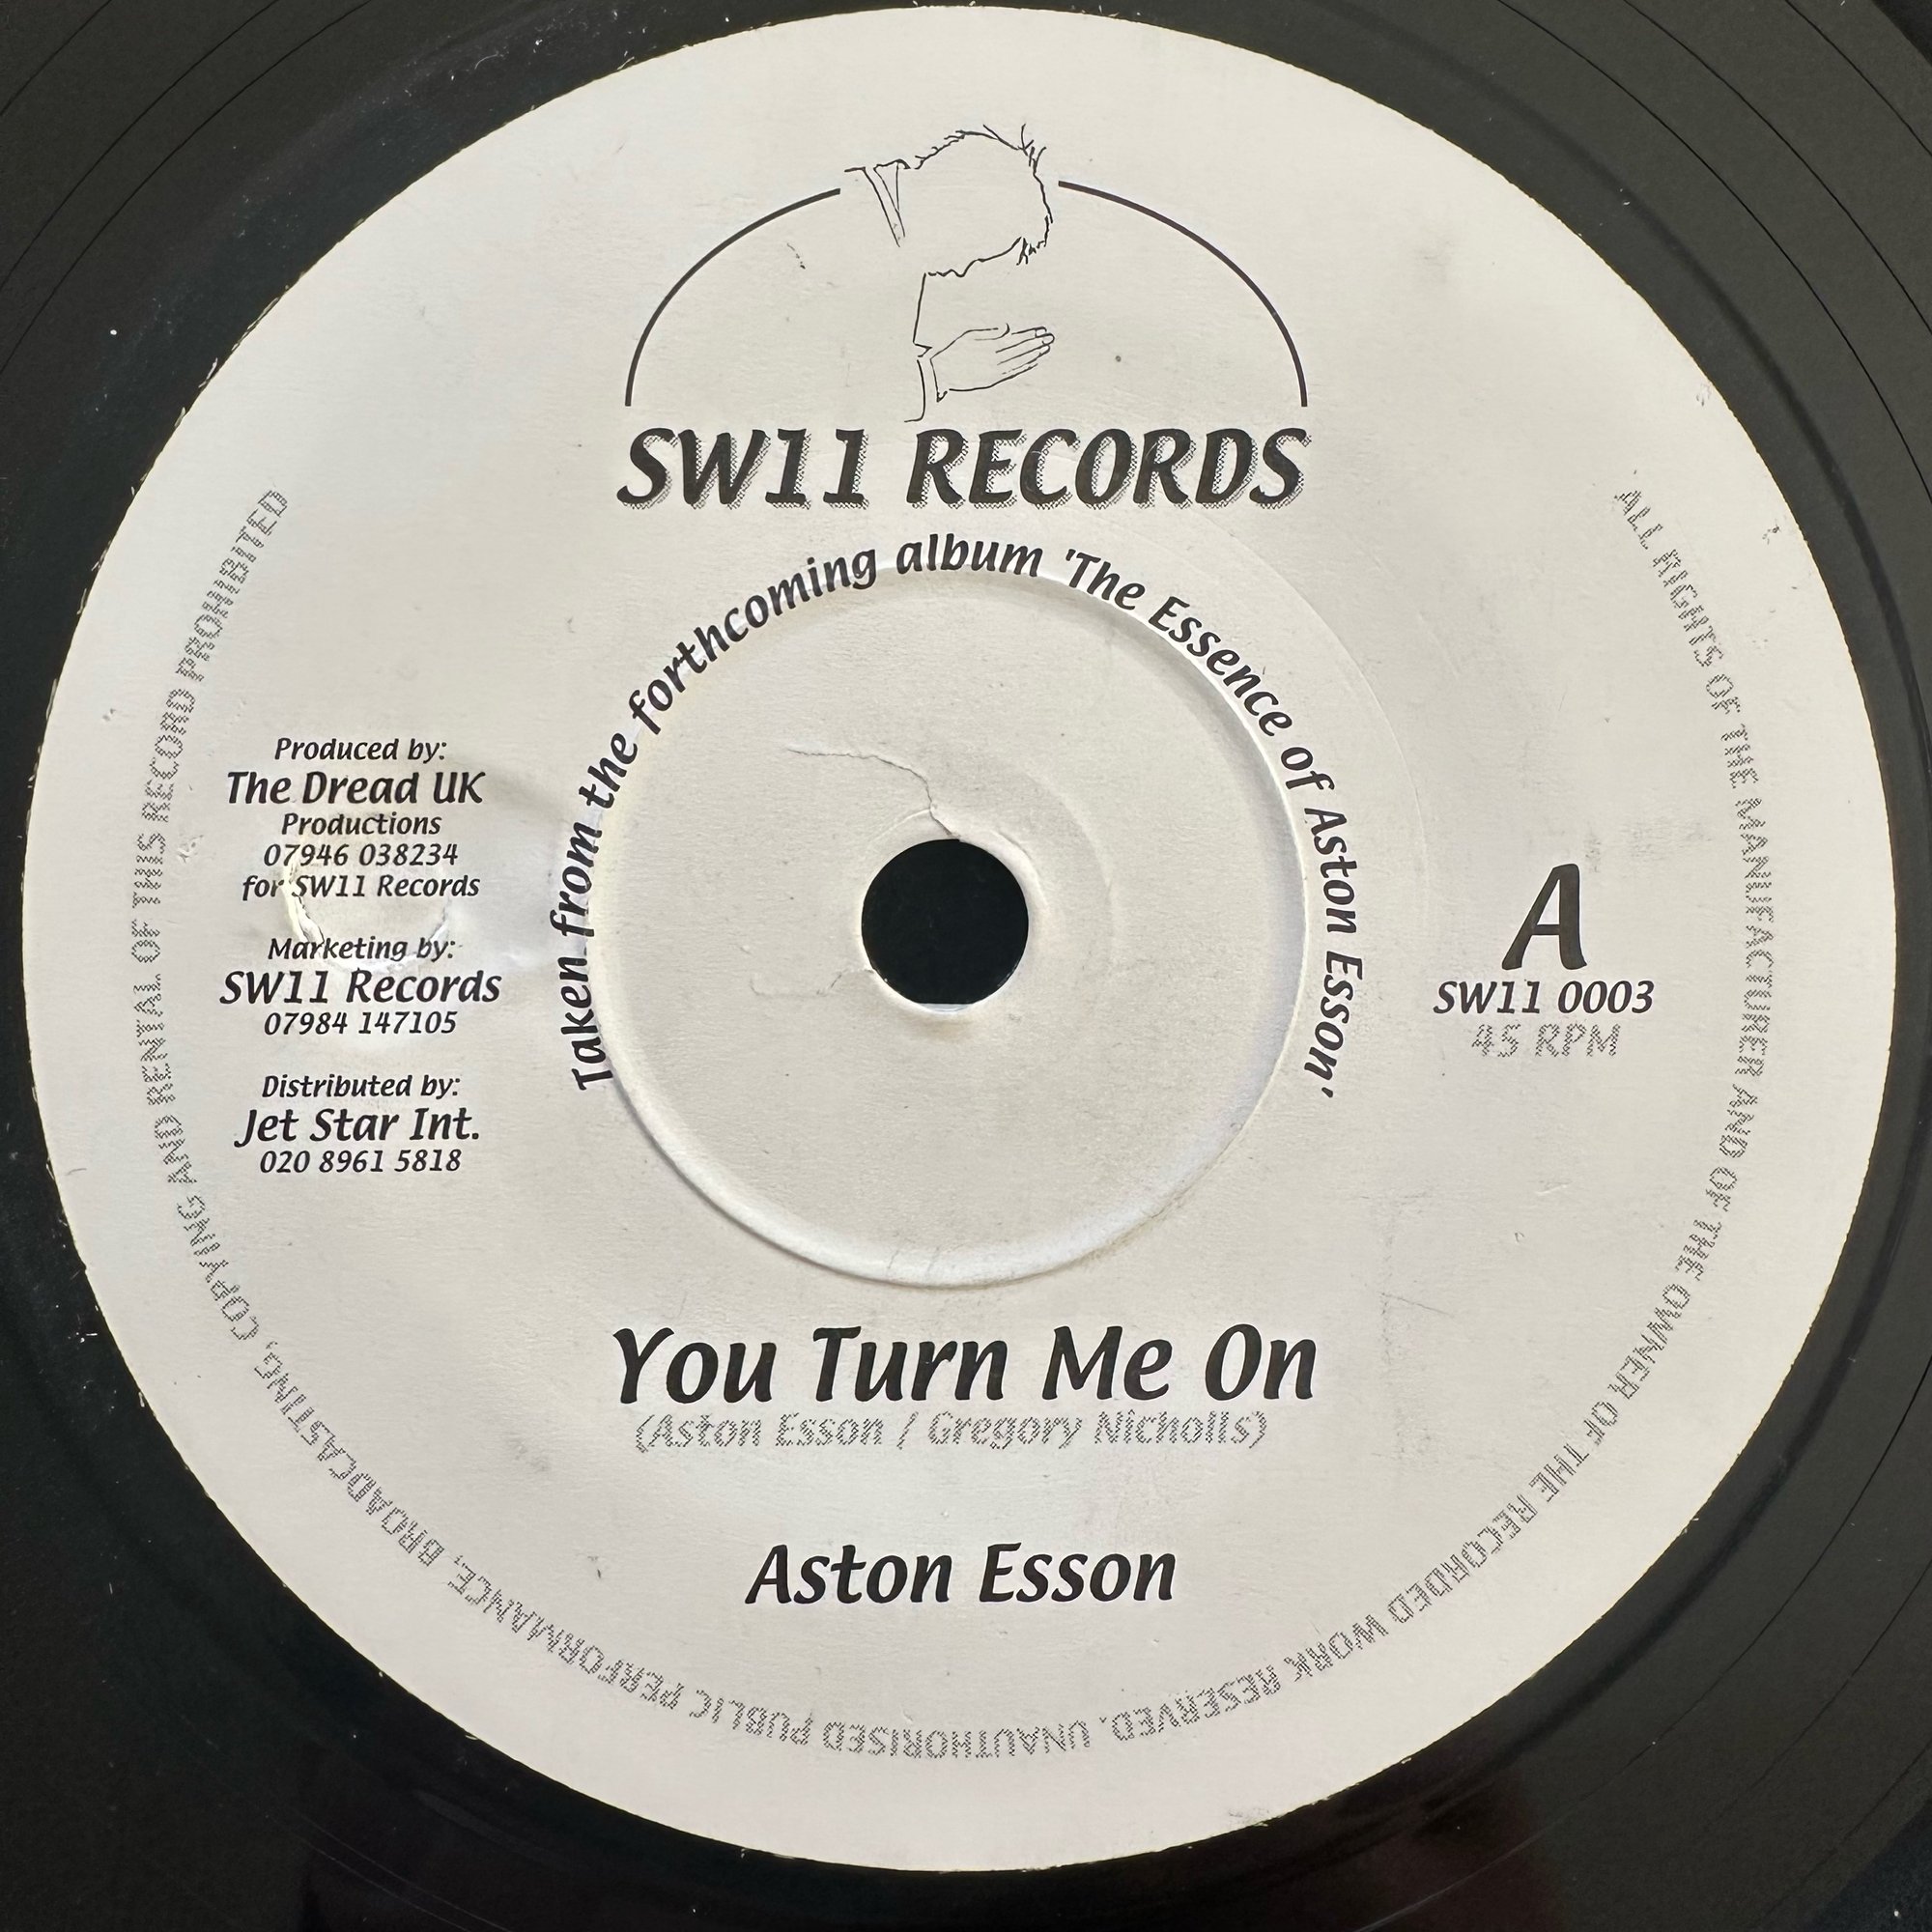 SW11 RECORDS
Taken from the forthcoming album 'The Essence of Aston Esson'
Produced by:
The Dread UK
Productions
07946 038234
for SW11 Records
Marketing by:
SW11 Records
07984 147105
Distributed by:
Jet Star Int.
020 8961 5818
A
SW11 0003
45 RPM
You Turn Me On
(Aston Esson / Gregory Nicholls)
Aston Esson
ALL RIGHTS OF THE MANUFACTURER AND OF THE OWNER OF THE RECORDED WORK RESERVED. UNAUTHORISED PUBLIC PERFORMANCE, BROADCASTING, COPYING AND RENTAL OF THIS RECORD PROHIBITED